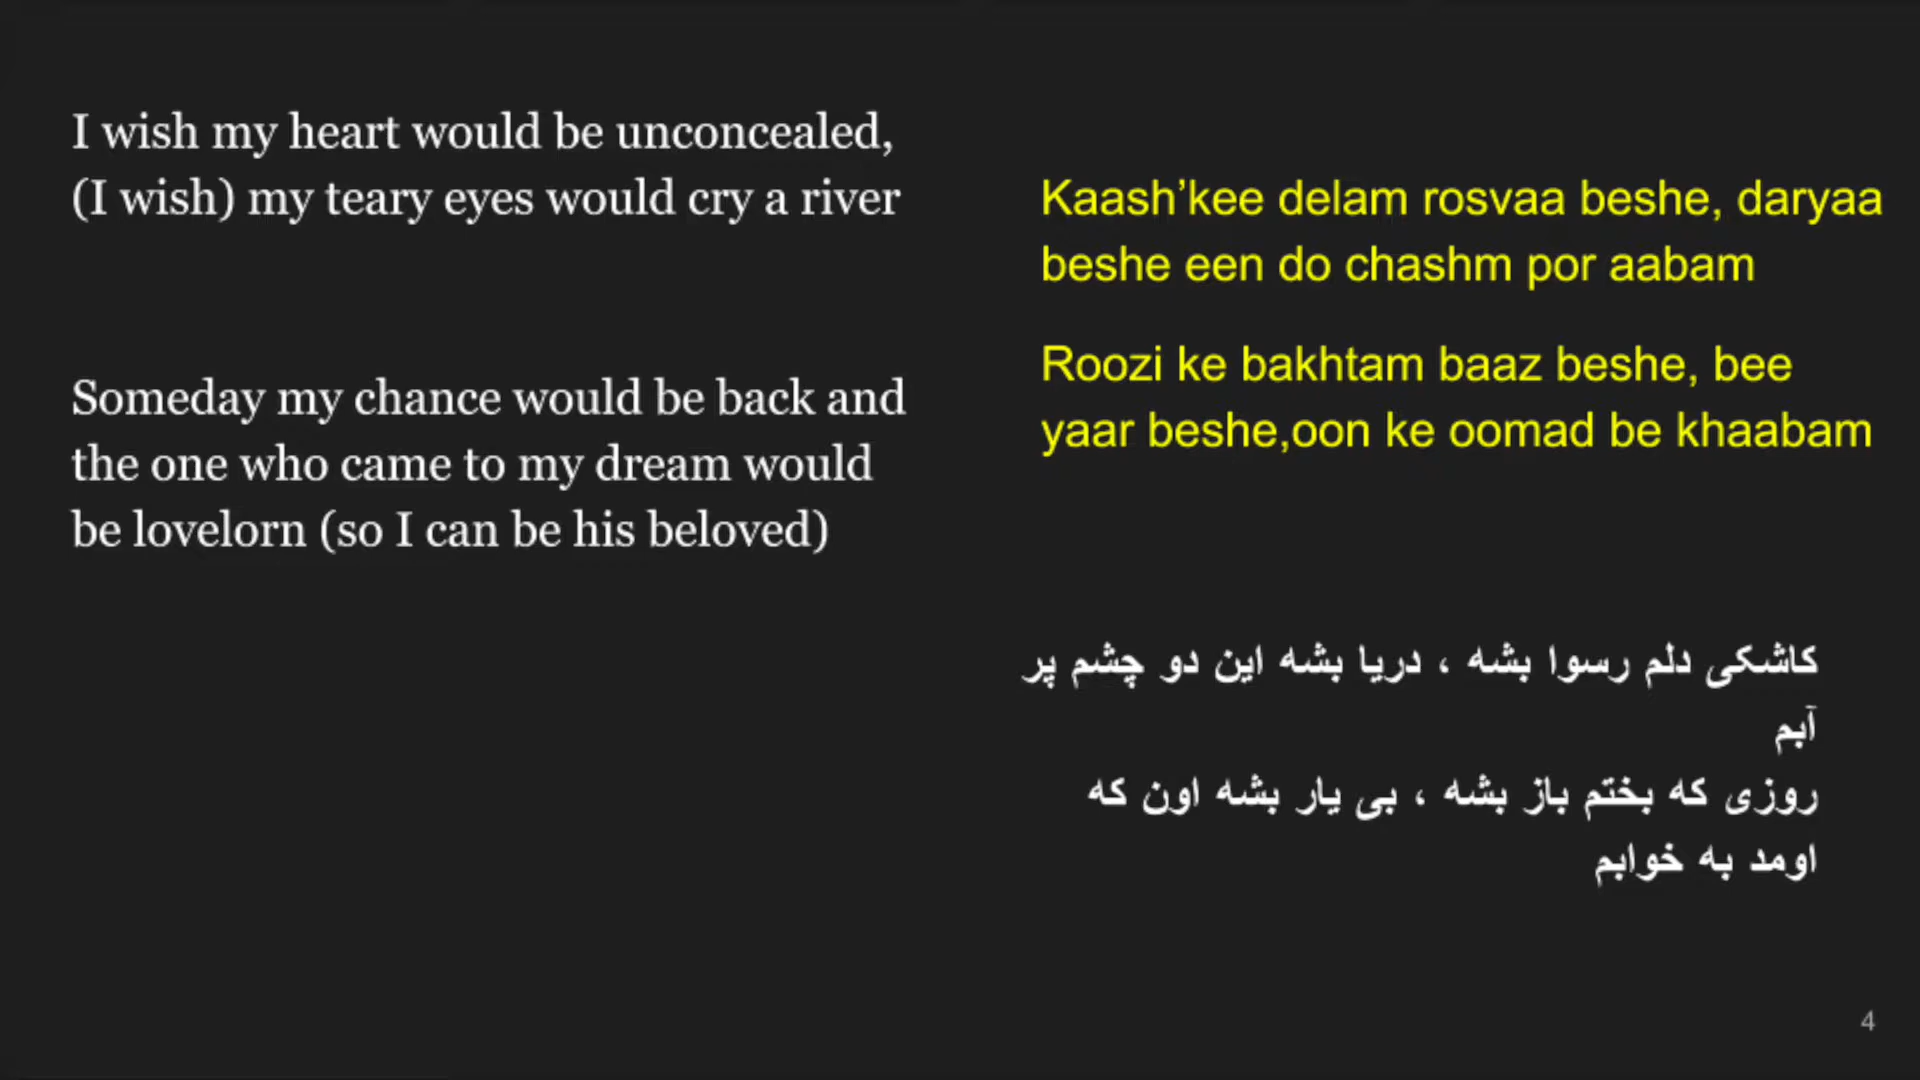 I wish my heart would be unconcealed,
(I wish) my teary eyes would cry a river
Someday my chance would be back and
the one who came to my dream would
be lovelorn (so I can be his beloved)
Kaash’kee delam rosvaa beshe, daryaa
beshe een do chashm por aabam
Roozi ke bakhtam baaz beshe, bee
yaar beshe,oon ke oomad be khaabam
کاشکی دلم رسوا بشه ، دریا بشه این دو چشم پر
آبم
روزی که بختم باز بشه ، بی یار بشه اون که
اومد به خوابم
4